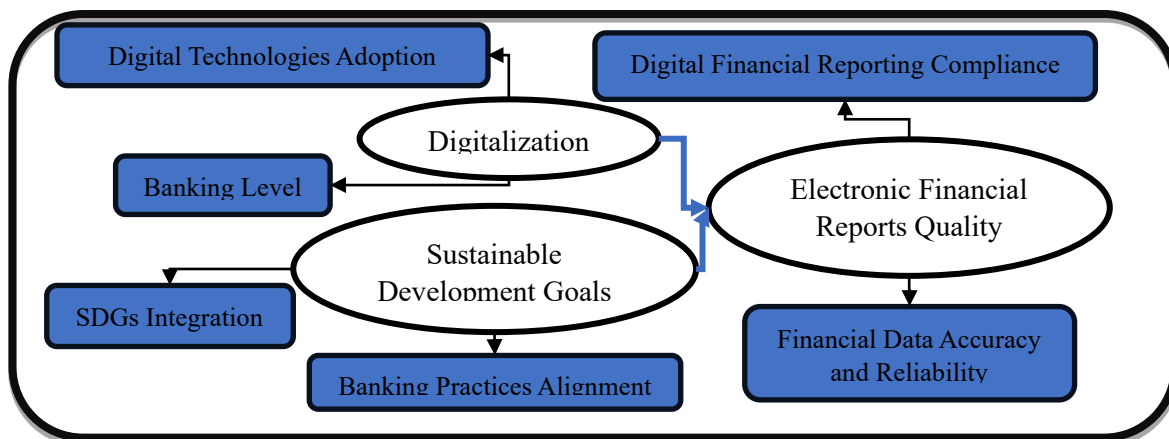 Digital Technologies Adoption
Digital Financial Reporting Compliance
Digitalization
Banking Level
Electronic Financial
Reports Quality
Sustainable
Development Goals
SDGs Integration
Financial Data Accuracy
and Reliability
Banking Practices Alignment